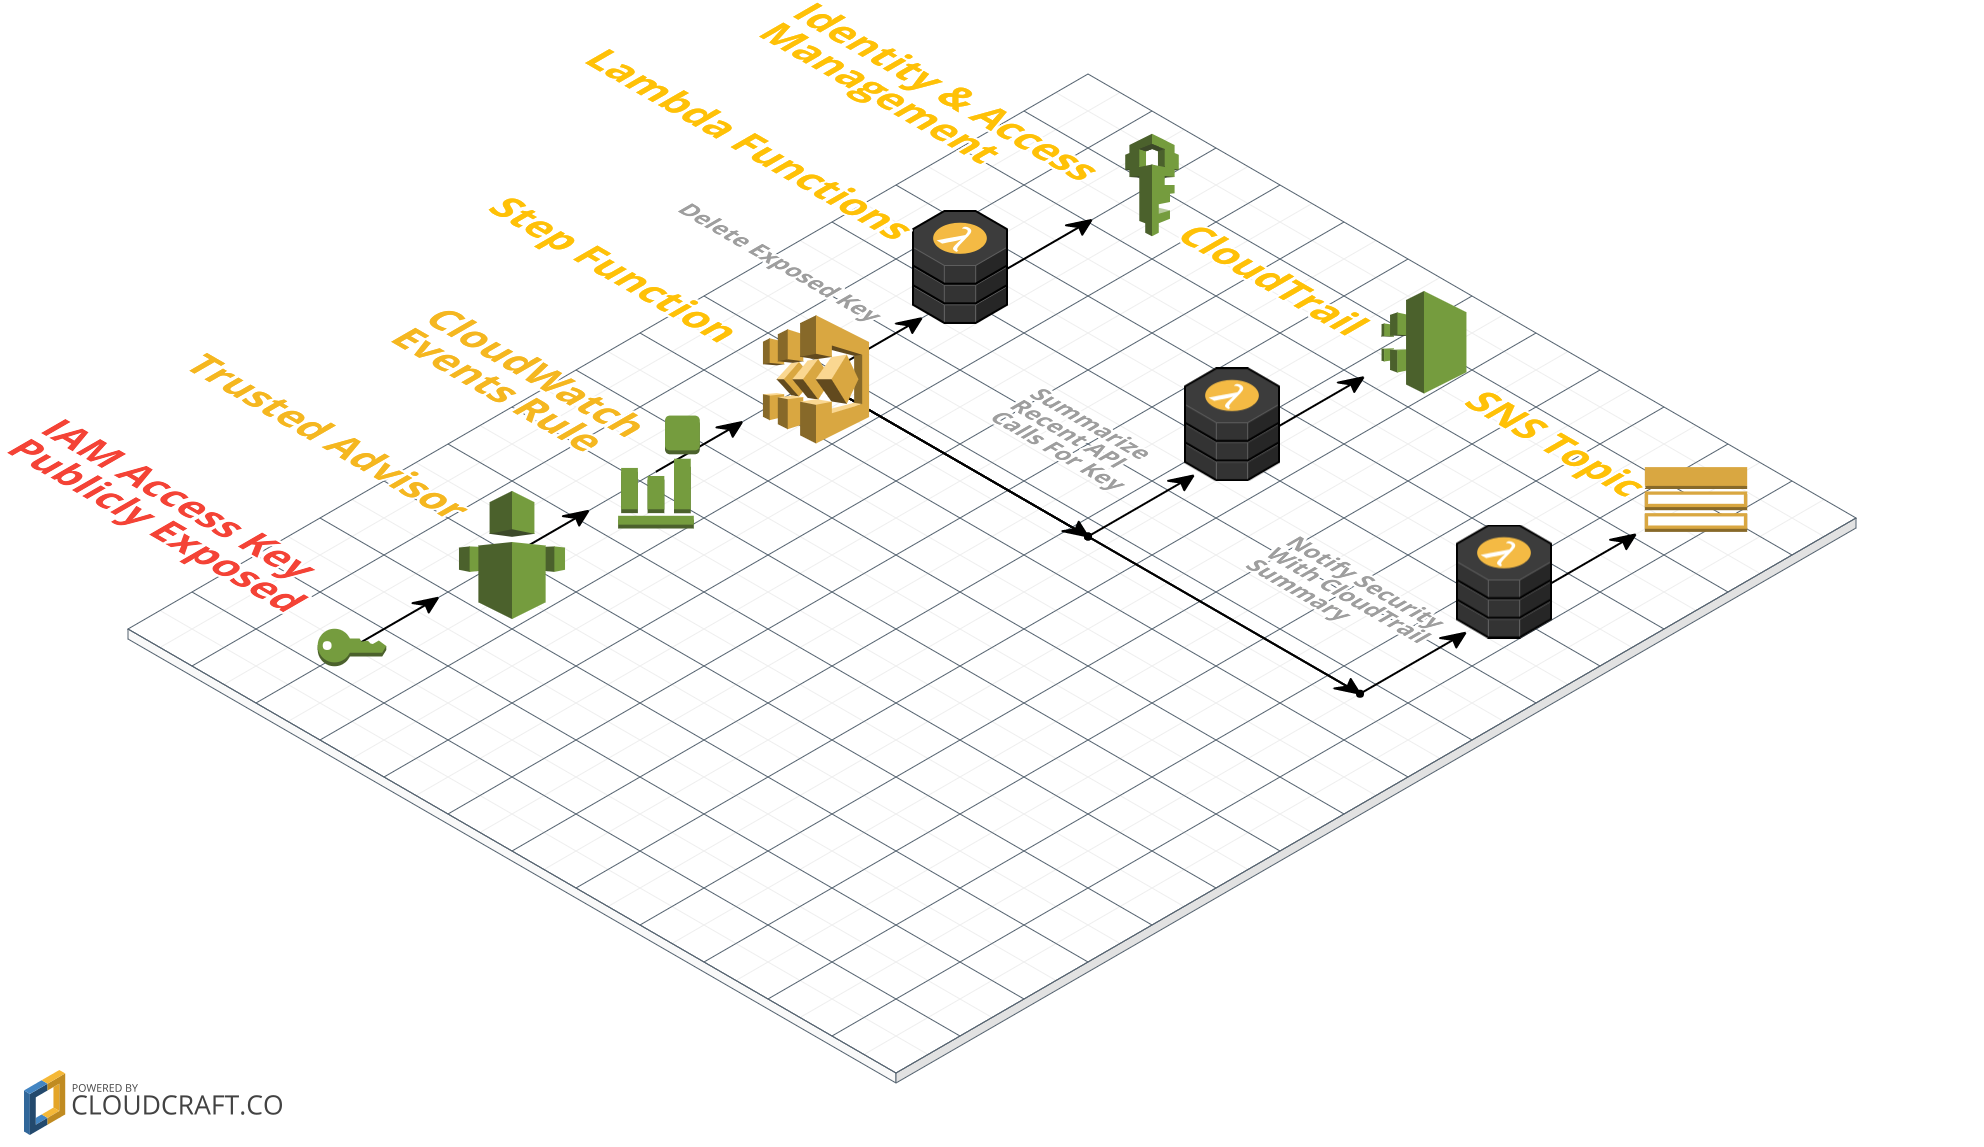 Identity & Access
Management
Lambda Functions
Delete Exposed Key
Step Function
CloudWatch
Events Rule
Trusted Advisor
IAM Access Key
Publicly Exposed
CloudTrail
Summarize
Recent API
Calls For Key
SNS Topic
Notify Security
With CloudTrail
Summary
POWERED BY
CLOUDCRAFT.CO